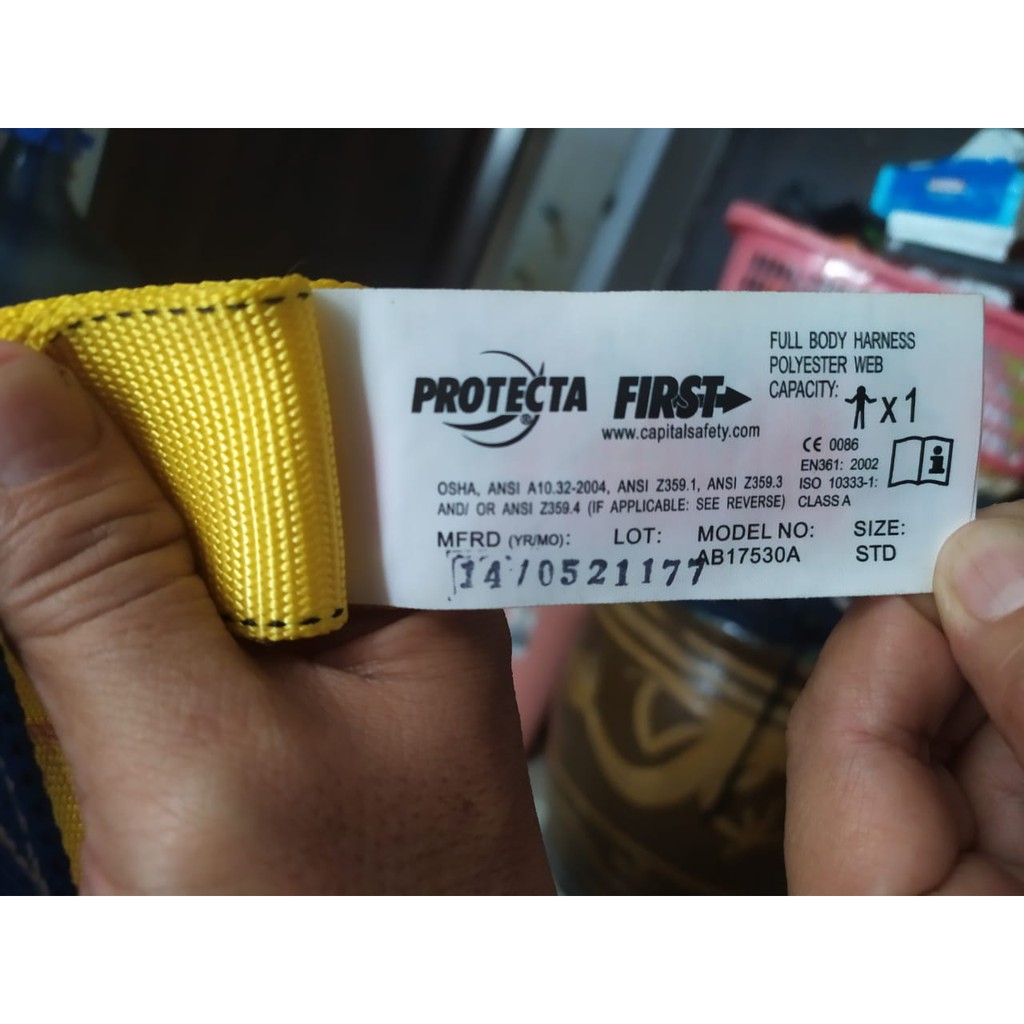 PROTECTA®
FIRST
www.capitalsafety.com
FULL BODY HARNESS
POLYESTER WEB
CAPACITY: x1
CE 0086
EN361: 2002
ISO 10333-1:
CLASS A
OSHA, ANSI A10.32-2004, ANSI Z359.1, ANSI Z359.3
AND/ OR ANSI Z359.4 (IF APPLICABLE: SEE REVERSE)
MFRD (YR/MO): LOT: MODEL NO: SIZE:
14/0521177 AB17530A STD